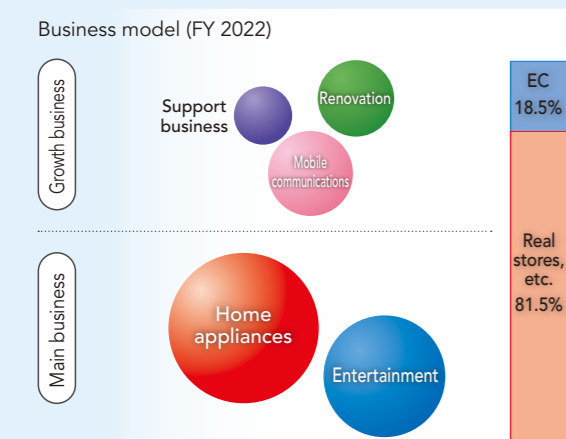 Business model (FY 2022)
Growth business
Support
business
Renovation
Mobile
communications
EC
18.5%
Main business
Home
appliances
Entertainment
Real
stores,
etc.
81.5%